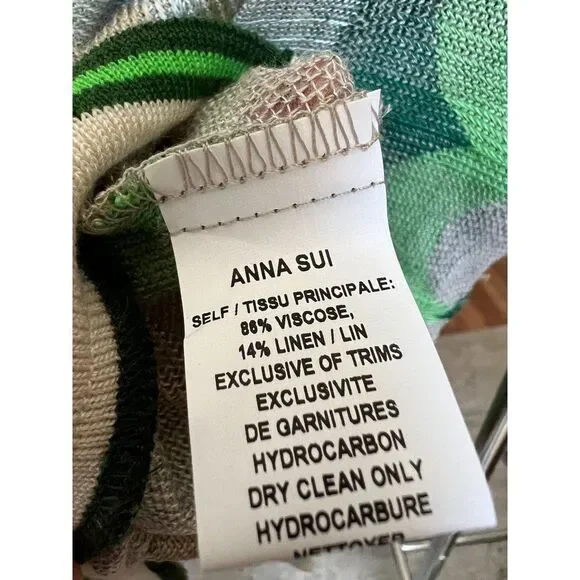 ANNA SUI
SELF / TISSU PRINCIPALE:
86% VISCOSE,
14% LINEN / LIN
EXCLUSIVE OF TRIMS
EXCLUSIVITE
DE GARNITURES
HYDROCARBON
DRY CLEAN ONLY
HYDROCARBURE
NETTOYER